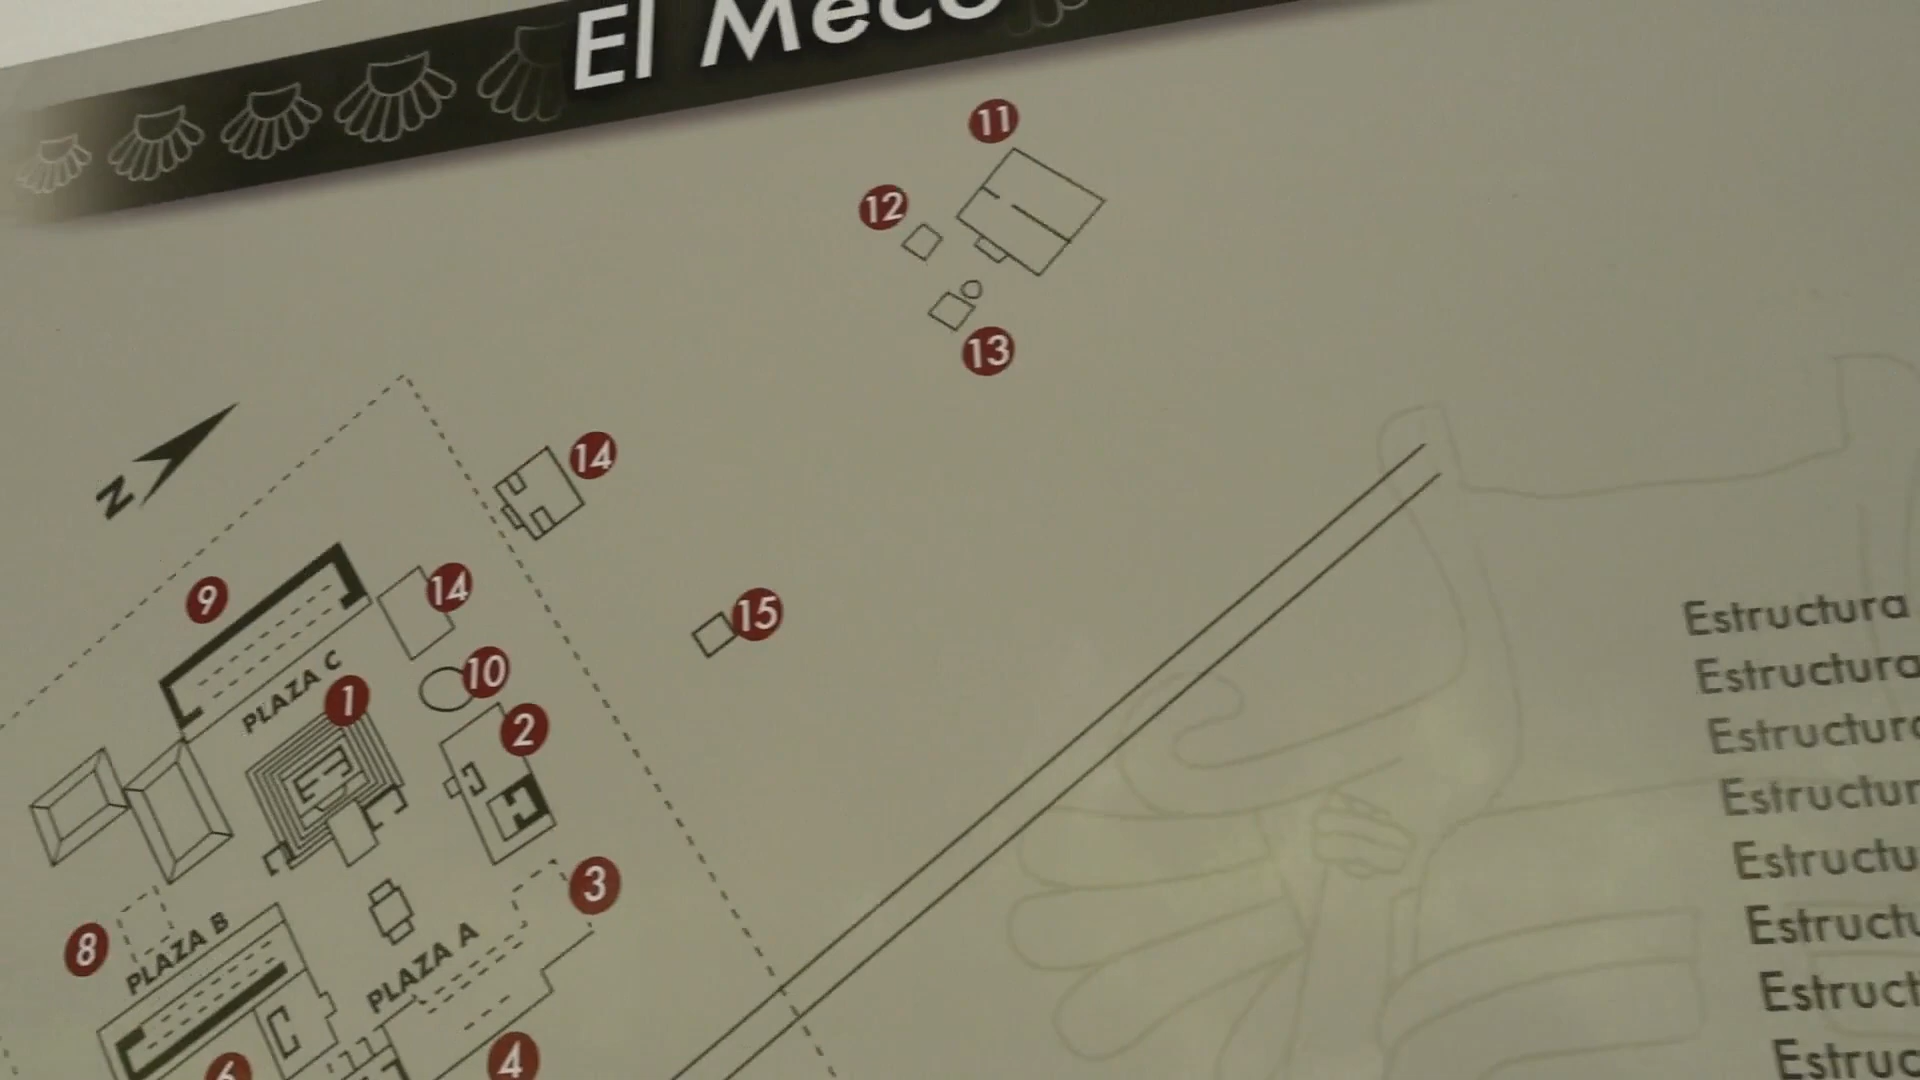 El Meco
11
12
13
14
N
9
14
15
PLAZA C
10
1
2
3
8
PLAZA B
PLAZA A
6
4
Estructura
Estructura
Estructura
Estructur
Estructu
Estructu
Estruct
Estruc